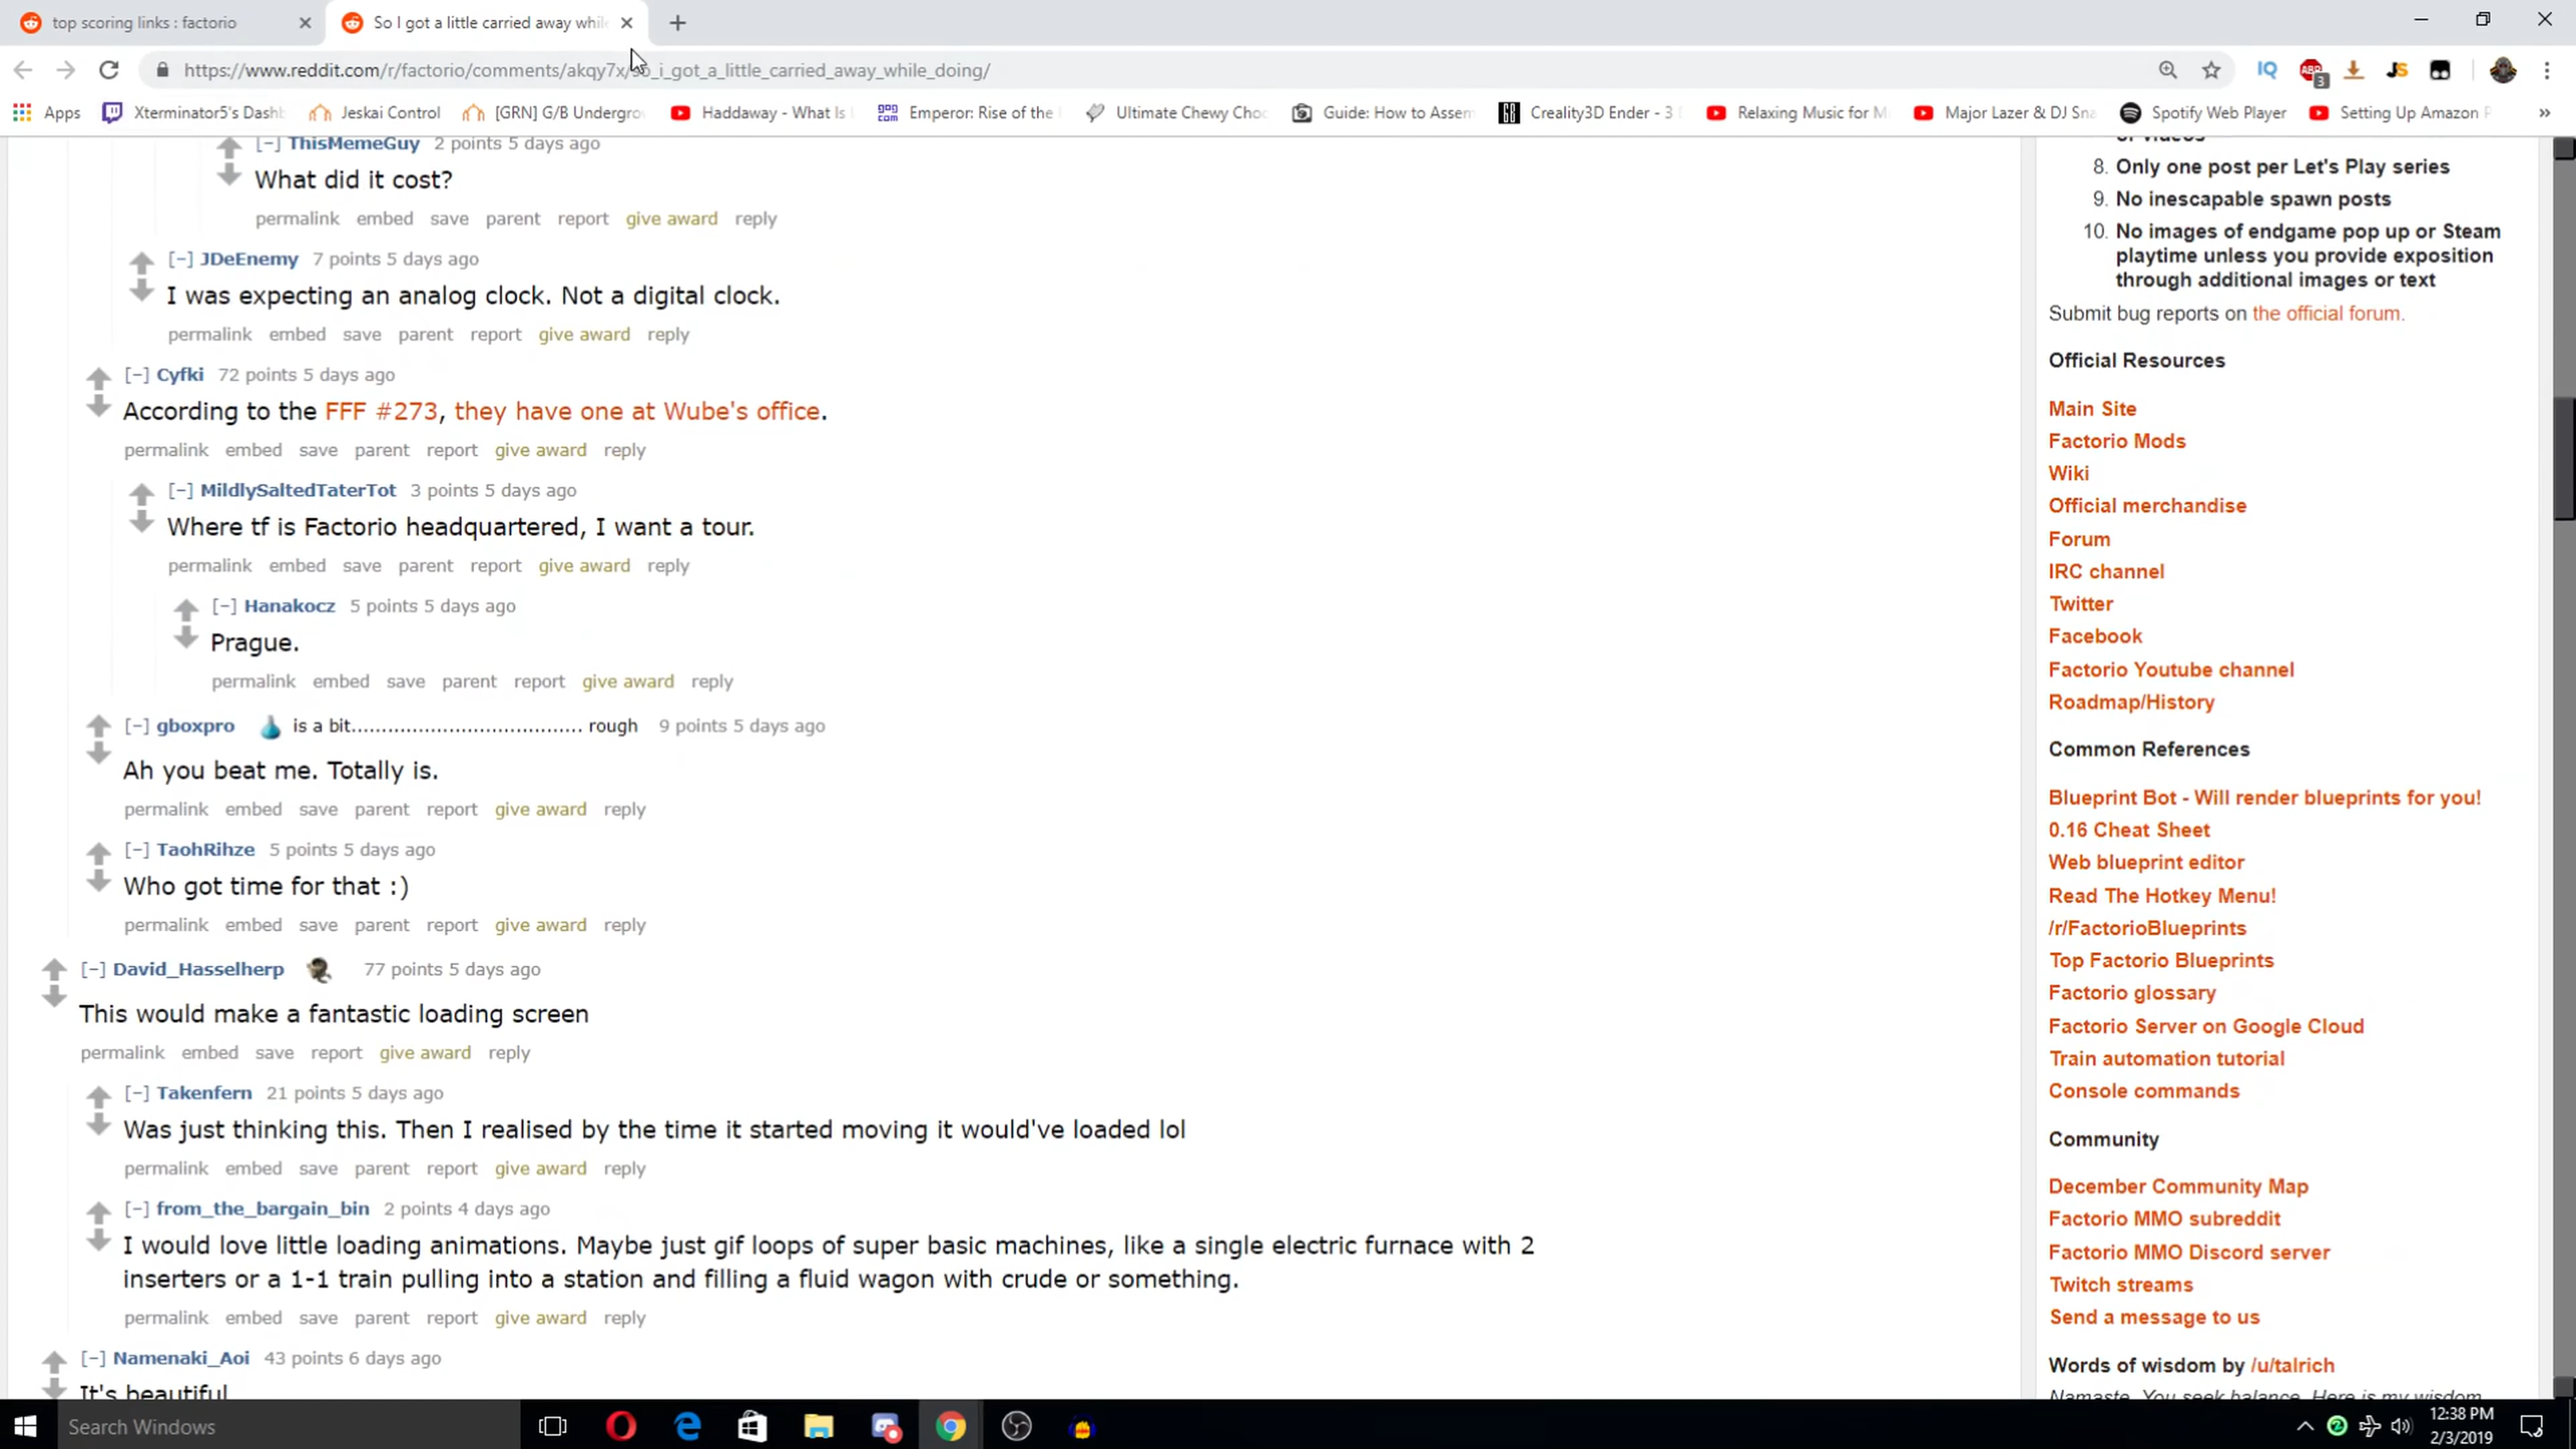 top scoring links : factorio
So I got a little carried away whil
https://www.reddit.com/r/factorio/comments/akqy7x/so_i_got_a_little_carried_away_while_doing/
IQ
ABP
3
JS
Apps
Xterminator5's Dashb
Jeskai Control
[GRN] G/B Undergro
Haddaway - What Is
Emperor: Rise of the
Ultimate Chewy Choc
Guide: How to Assem
Creality3D Ender - 3
Relaxing Music for M
Major Lazer & DJ Sna
Spotify Web Player
Setting Up Amazon
»
[–] ThisMemeGuy 2 points 5 days ago
What did it cost?
permalink embed save parent report give award reply
[–] JDeEnemy 7 points 5 days ago
I was expecting an analog clock. Not a digital clock.
permalink embed save parent report give award reply
[–] Cyfki 72 points 5 days ago
According to the FFF #273, they have one at Wube's office.
permalink embed save parent report give award reply
[–] MildlySaltedTaterTot 3 points 5 days ago
Where tf is Factorio headquartered, I want a tour.
permalink embed save parent report give award reply
[–] Hanakocz 5 points 5 days ago
Prague.
permalink embed save parent report give award reply
[–] gboxpro is a bit................................... rough 9 points 5 days ago
Ah you beat me. Totally is.
permalink embed save parent report give award reply
[–] TaohRihze 5 points 5 days ago
Who got time for that :)
permalink embed save parent report give award reply
[–] David_Hasselherp 77 points 5 days ago
This would make a fantastic loading screen
permalink embed save report give award reply
[–] Takenfern 21 points 5 days ago
Was just thinking this. Then I realised by the time it started moving it would've loaded lol
permalink embed save parent report give award reply
[–] from_the_bargain_bin 2 points 4 days ago
I would love little loading animations. Maybe just gif loops of super basic machines, like a single electric furnace with 2
inserters or a 1-1 train pulling into a station and filling a fluid wagon with crude or something.
permalink embed save parent report give award reply
[–] Namenaki_Aoi 43 points 6 days ago
It's beautiful
or videos
8. Only one post per Let's Play series
9. No inescapable spawn posts
10. No images of endgame pop up or Steam
playtime unless you provide exposition
through additional images or text
Submit bug reports on the official forum.
Official Resources
Main Site
Factorio Mods
Wiki
Official merchandise
Forum
IRC channel
Twitter
Facebook
Factorio Youtube channel
Roadmap/History
Common References
Blueprint Bot - Will render blueprints for you!
0.16 Cheat Sheet
Web blueprint editor
Read The Hotkey Menu!
/r/FactorioBlueprints
Top Factorio Blueprints
Factorio glossary
Factorio Server on Google Cloud
Train automation tutorial
Console commands
Community
December Community Map
Factorio MMO subreddit
Factorio MMO Discord server
Twitch streams
Send a message to us
Words of wisdom by /u/talrich
Namaste. You seek balance. Here is my wisdom
Search Windows
12:38 PM
2/3/2019